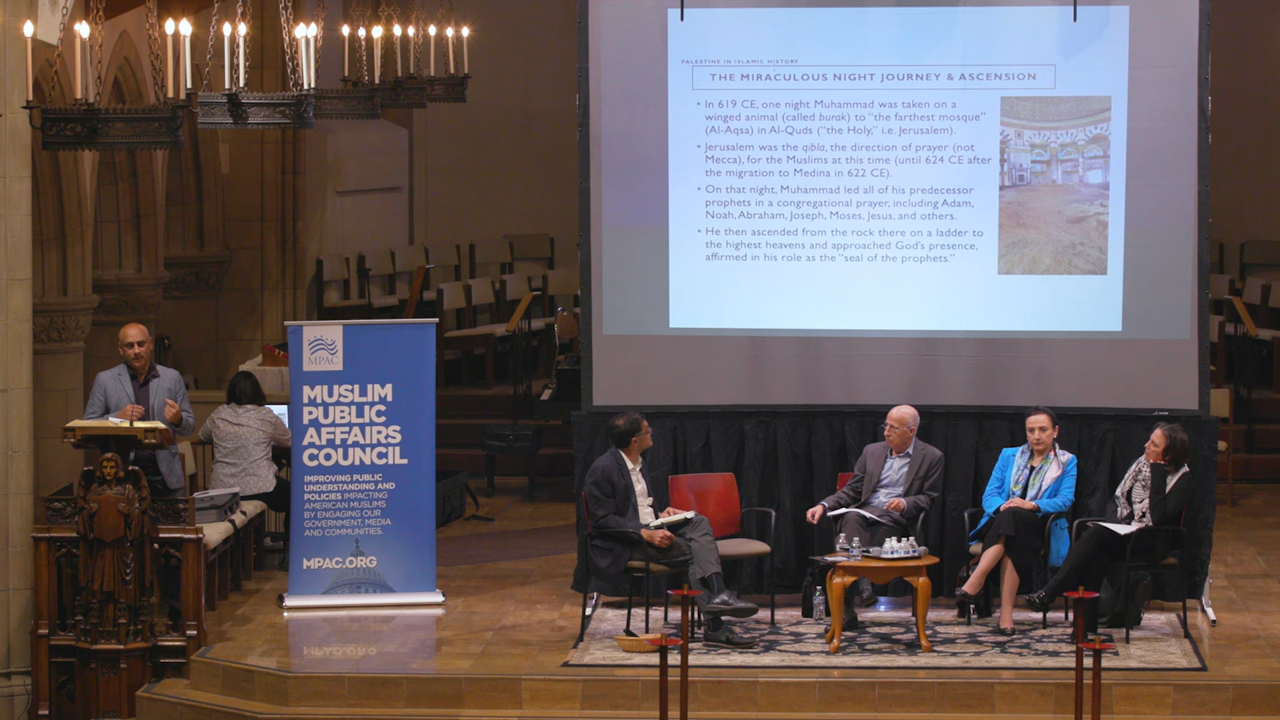 PALESTINE IN ISLAMIC HISTORY
THE MIRACULOUS NIGHT JOURNEY & ASCENSION
• In 619 CE, one night Muhammad was taken on a
winged animal (called burak) to "the farthest mosque"
(Al-Aqsa) in Al-Quds ("the Holy," i.e. Jerusalem).
• Jerusalem was the qibla, the direction of prayer (not
Mecca), for the Muslims at this time (until 624 CE after
the migration to Medina in 622 CE).
• On that night, Muhammad led all of his predecessor
prophets in a congregational prayer, including Adam,
Noah, Abraham, Joseph, Moses, Jesus, and others.
• He then ascended from the rock there on a ladder to
the highest heavens and approached God's presence,
affirmed in his role as the "seal of the prophets."
MPAC
MUSLIM
PUBLIC
AFFAIRS
COUNCIL
IMPROVING PUBLIC
UNDERSTANDING AND
POLICIES IMPACTING
AMERICAN MUSLIMS
BY ENGAGING OUR
GOVERNMENT, MEDIA
AND COMMUNITIES.
MPAC.ORG